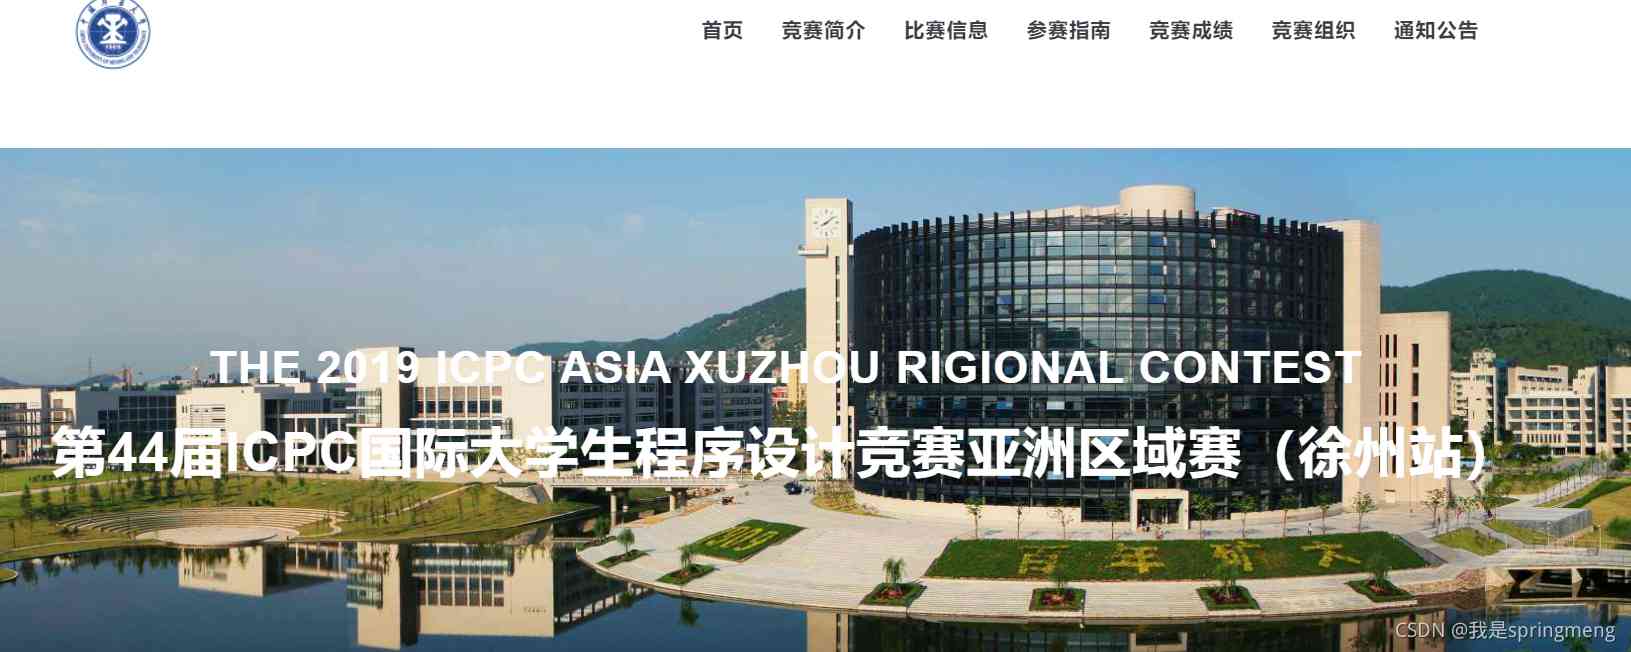 首页 竞赛简介 比赛信息 参赛指南 竞赛成绩 竞赛组织 通知公告
THE 2019 ICPC ASIA XUZHOU RIGIONAL CONTEST
第44届ICPC国际大学生程序设计竞赛亚洲区域赛（徐州站）
百年矿大
CSDN @我是springmeng